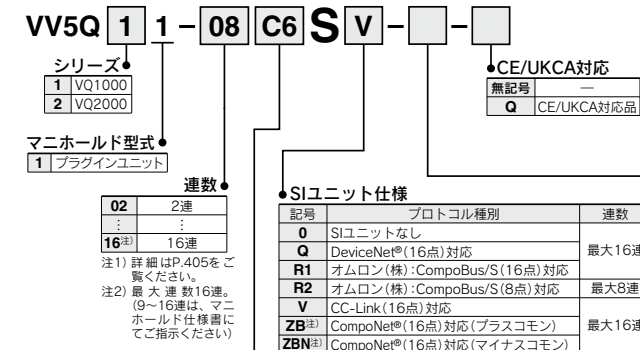 VV5Q 1 1 - 08 C6 S V - -
シリーズ
1 VQ1000
2 VQ2000
マニホールド型式
1 プラグインユニット
連数
02 2連
⋮ ⋮
16注) 16連
注1) 詳細はP.405をご
覧ください。
注2) 最大連数16連。
(9～16連は、マニ
ホールド仕様書に
てご指示ください)
CE/UKCA対応
無記号 —
Q CE/UKCA対応品
SIユニット仕様
記号 プロトコル種別 連数
0 SIユニットなし
Q DeviceNet®(16点)対応
R1 オムロン(株):CompoBus/S(16点)対応
最大16連
R2 オムロン(株):CompoBus/S(8点)対応 最大8連
V CC-Link(16点)対応
ZB注) CompoNet®(16点)対応(プラスコモン)
ZBN注) CompoNet®(16点)対応(マイナスコモン)
最大16連